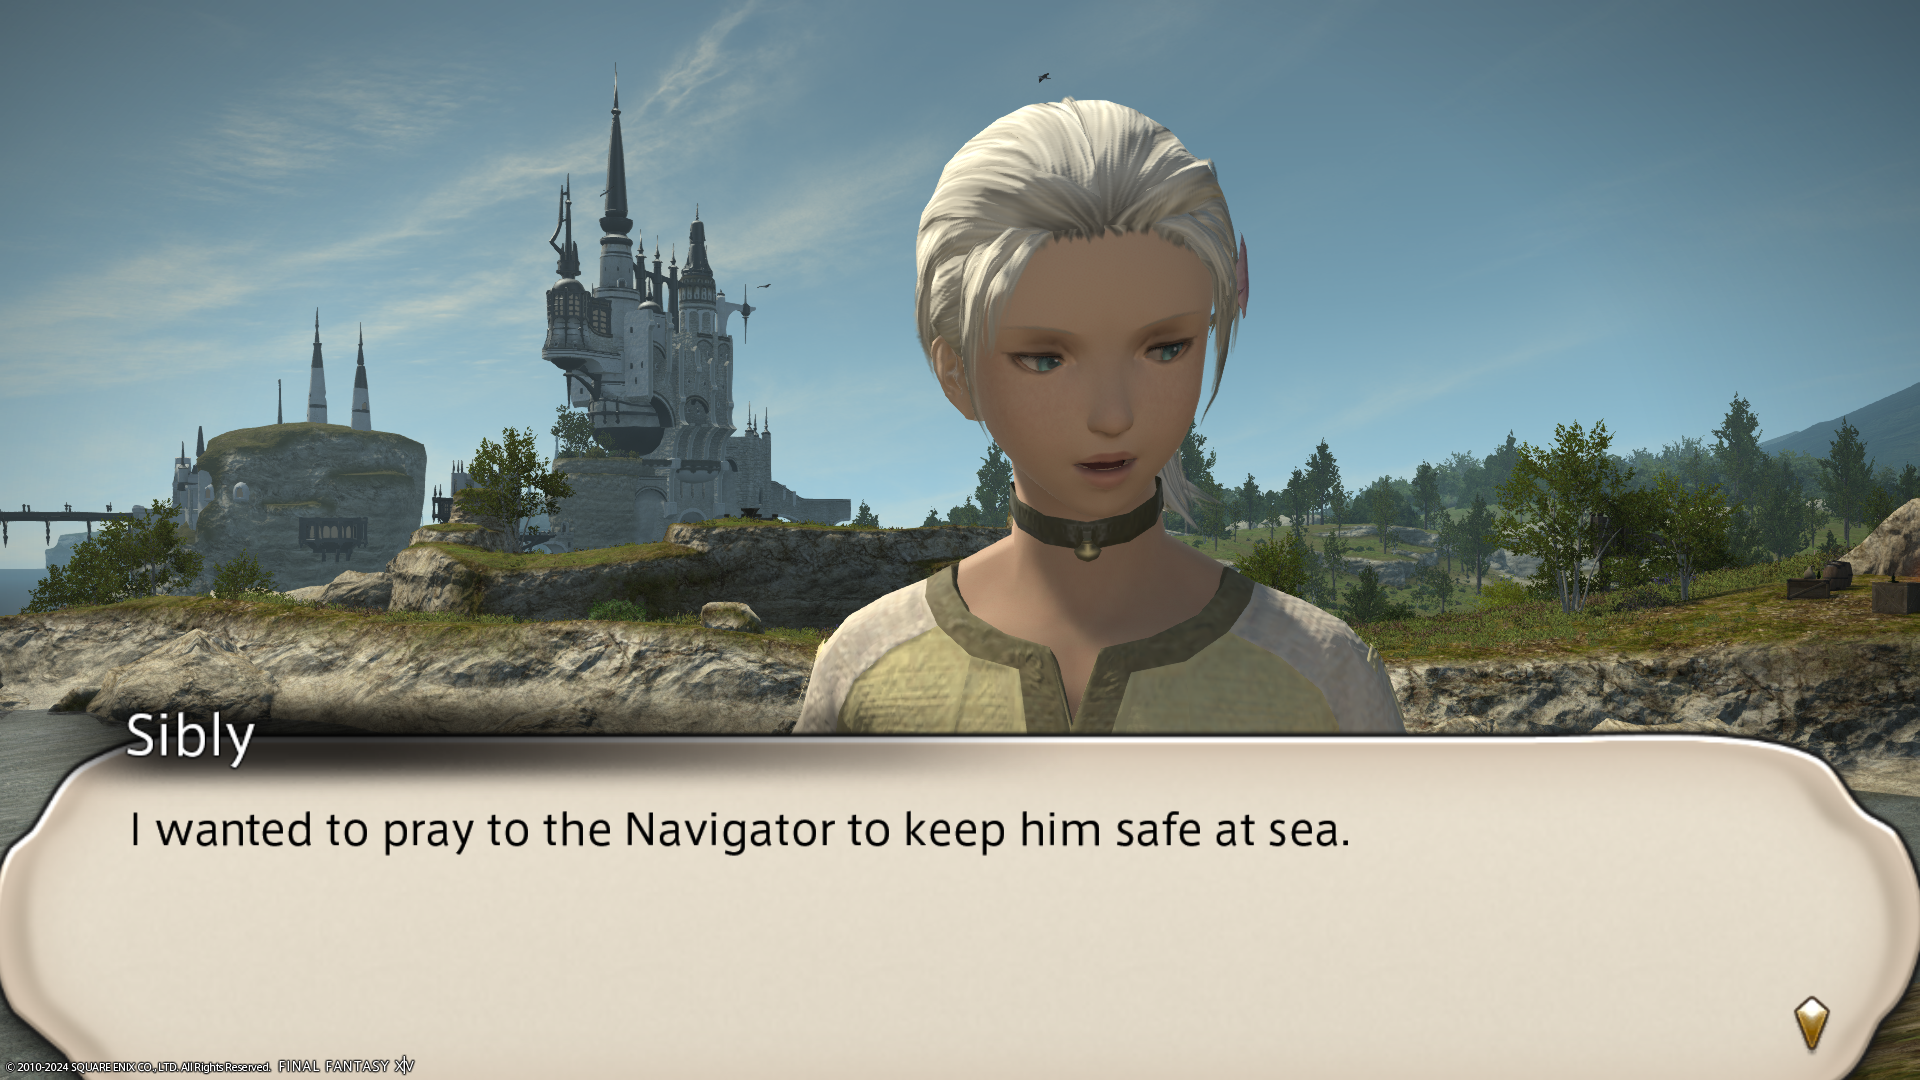 Sibly
I wanted to pray to the Navigator to keep him safe at sea.
© 2010-2024 SQUARE ENIX CO., LTD. All Rights Reserved. FINAL FANTASY XIV